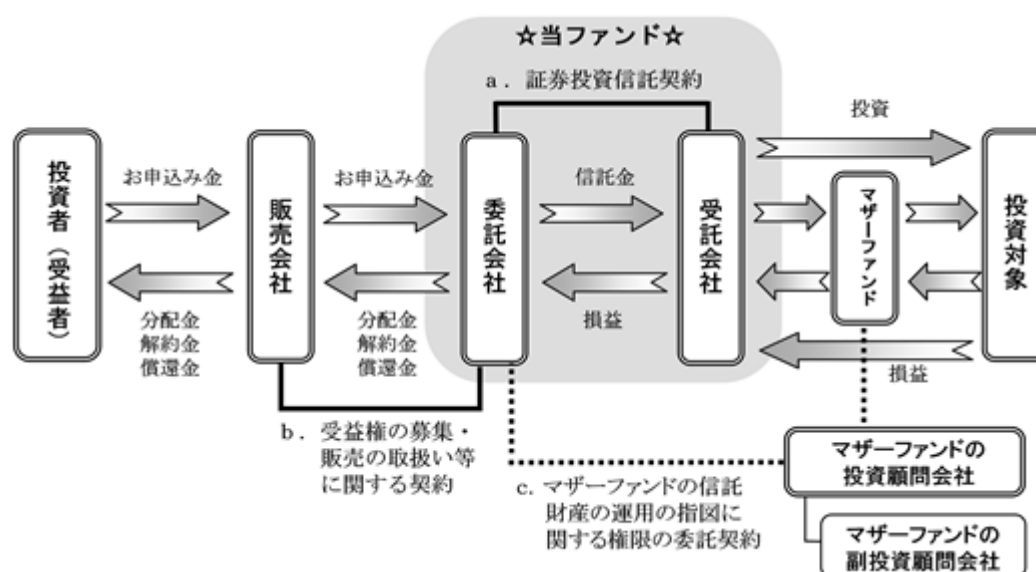 ☆当ファンド☆
a．証券投資信託契約
投資者（受益者）
お申込み金
分配金
解約金
償還金
販売会社
お申込み金
分配金
解約金
償還金
委託会社
信託金
損益
受託会社
投資
マザーファンド
損益
投資対象
b．受益権の募集・
販売の取扱い等
に関する契約
c. マザーファンドの信託
財産の運用の指図に
関する権限の委託契約
マザーファンドの
投資顧問会社
マザーファンドの
副投資顧問会社